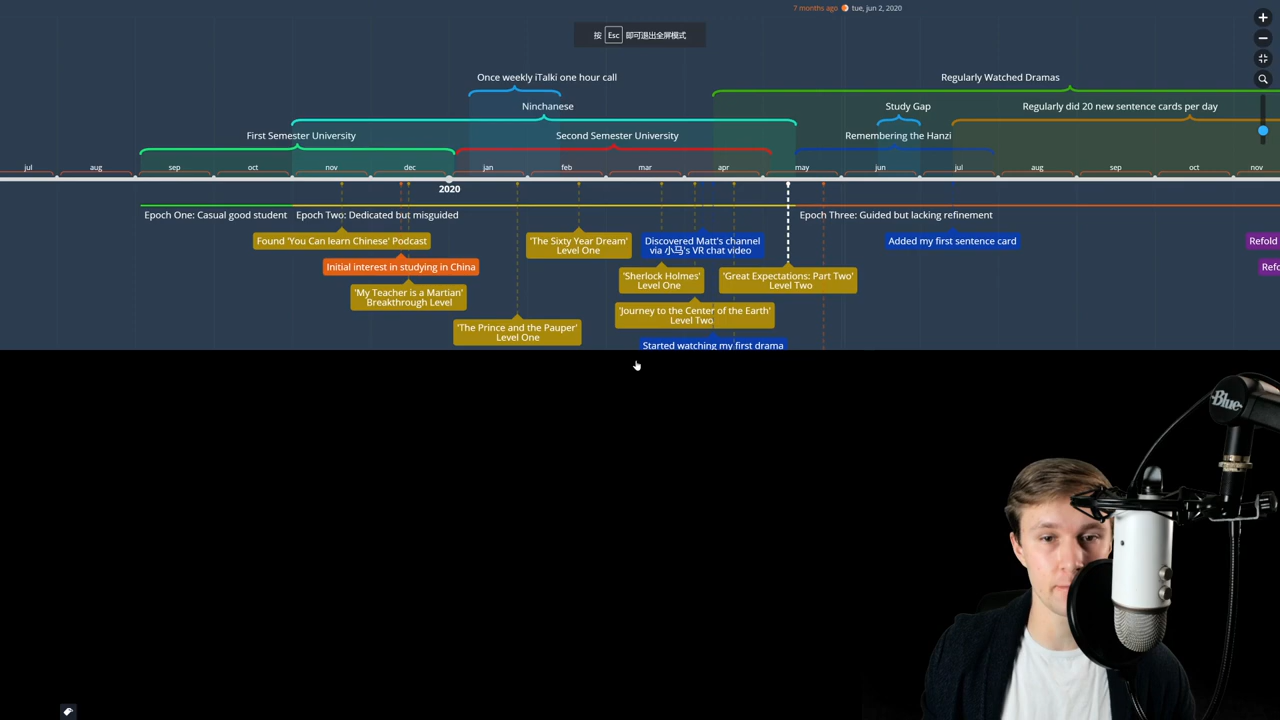 7 months ago tue, jun 2, 2020
按 Esc 即可退出全屏模式
Once weekly iTalki one hour call
Regularly Watched Dramas
Ninchanese
Study Gap
Regularly did 20 new sentence cards per day
First Semester University
Second Semester University
Remembering the Hanzi
jul aug sep oct nov dec jan feb mar apr may jun jul aug sep oct nov
2020
Epoch One: Casual good student
Epoch Two: Dedicated but misguided
Epoch Three: Guided but lacking refinement
Found 'You Can learn Chinese' Podcast
'The Sixty Year Dream'
Level One
Discovered Matt's channel
via 小马's VR chat video
Added my first sentence card
Refold
Initial interest in studying in China
'Sherlock Holmes'
Level One
'Great Expectations: Part Two'
Level Two
Refo
'My Teacher is a Martian'
Breakthrough Level
'Journey to the Center of the Earth'
Level Two
'The Prince and the Pauper'
Level One
Started watching my first drama
Blue